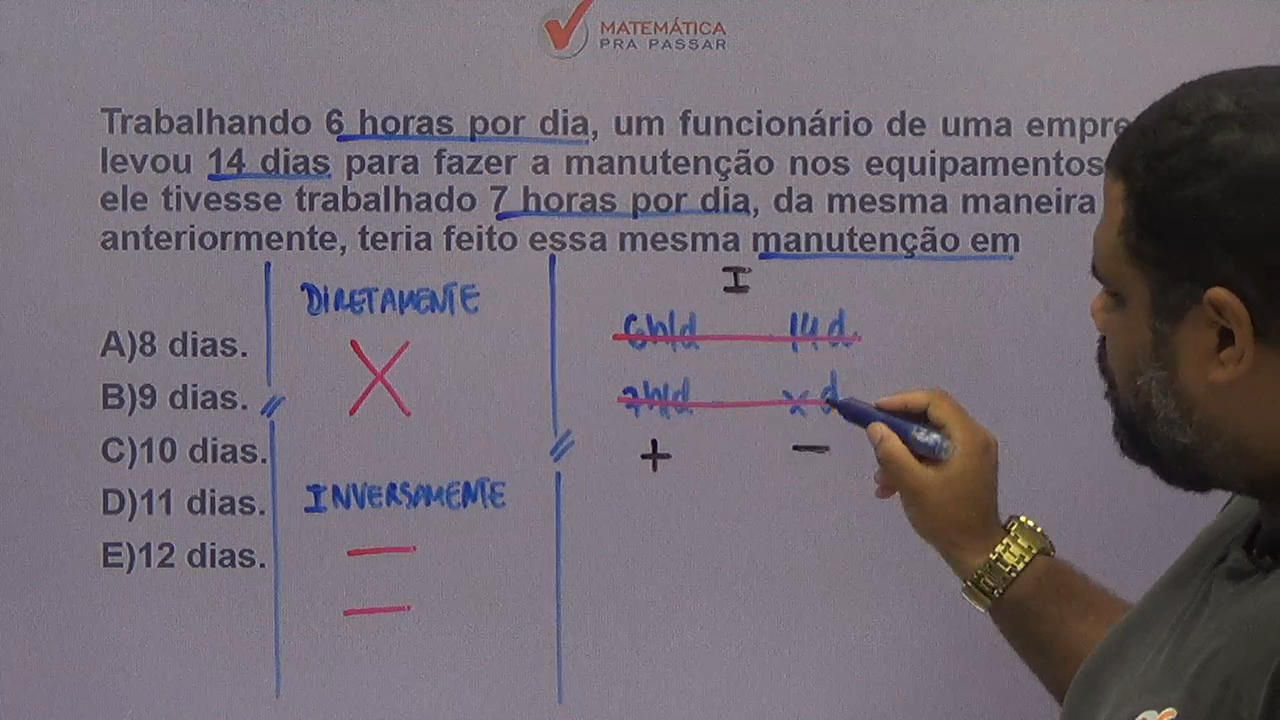 MATEMÁTICA
PRA PASSAR
Trabalhando 6 horas por dia, um funcionário de uma
levou 14 dias para fazer a manutenção nos equipamentos
ele tivesse trabalhado 7 horas por dia, da mesma maneira
anteriormente, teria feito essa mesma manutenção em
A)8 dias.
B)9 dias.
C)10 dias.
D)11 dias.
E)12 dias.
DIRETAMENTE
X
INVERSAMENTE
I
6h/d 14 d
7h/d x d
+ -